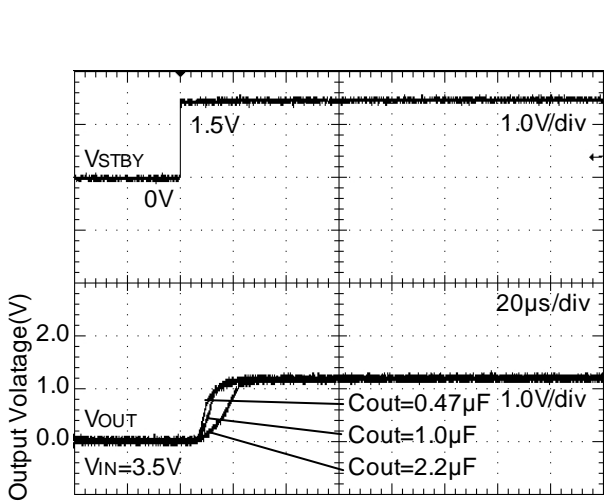 1.5V
1.0V/div
VSTBY
0V
20µs/div
Output Volatage(V)
2.0
1.0
0.0
VOUT
VIN=3.5V
Cout=0.47µF
1.0V/div
Cout=1.0µF
Cout=2.2µF